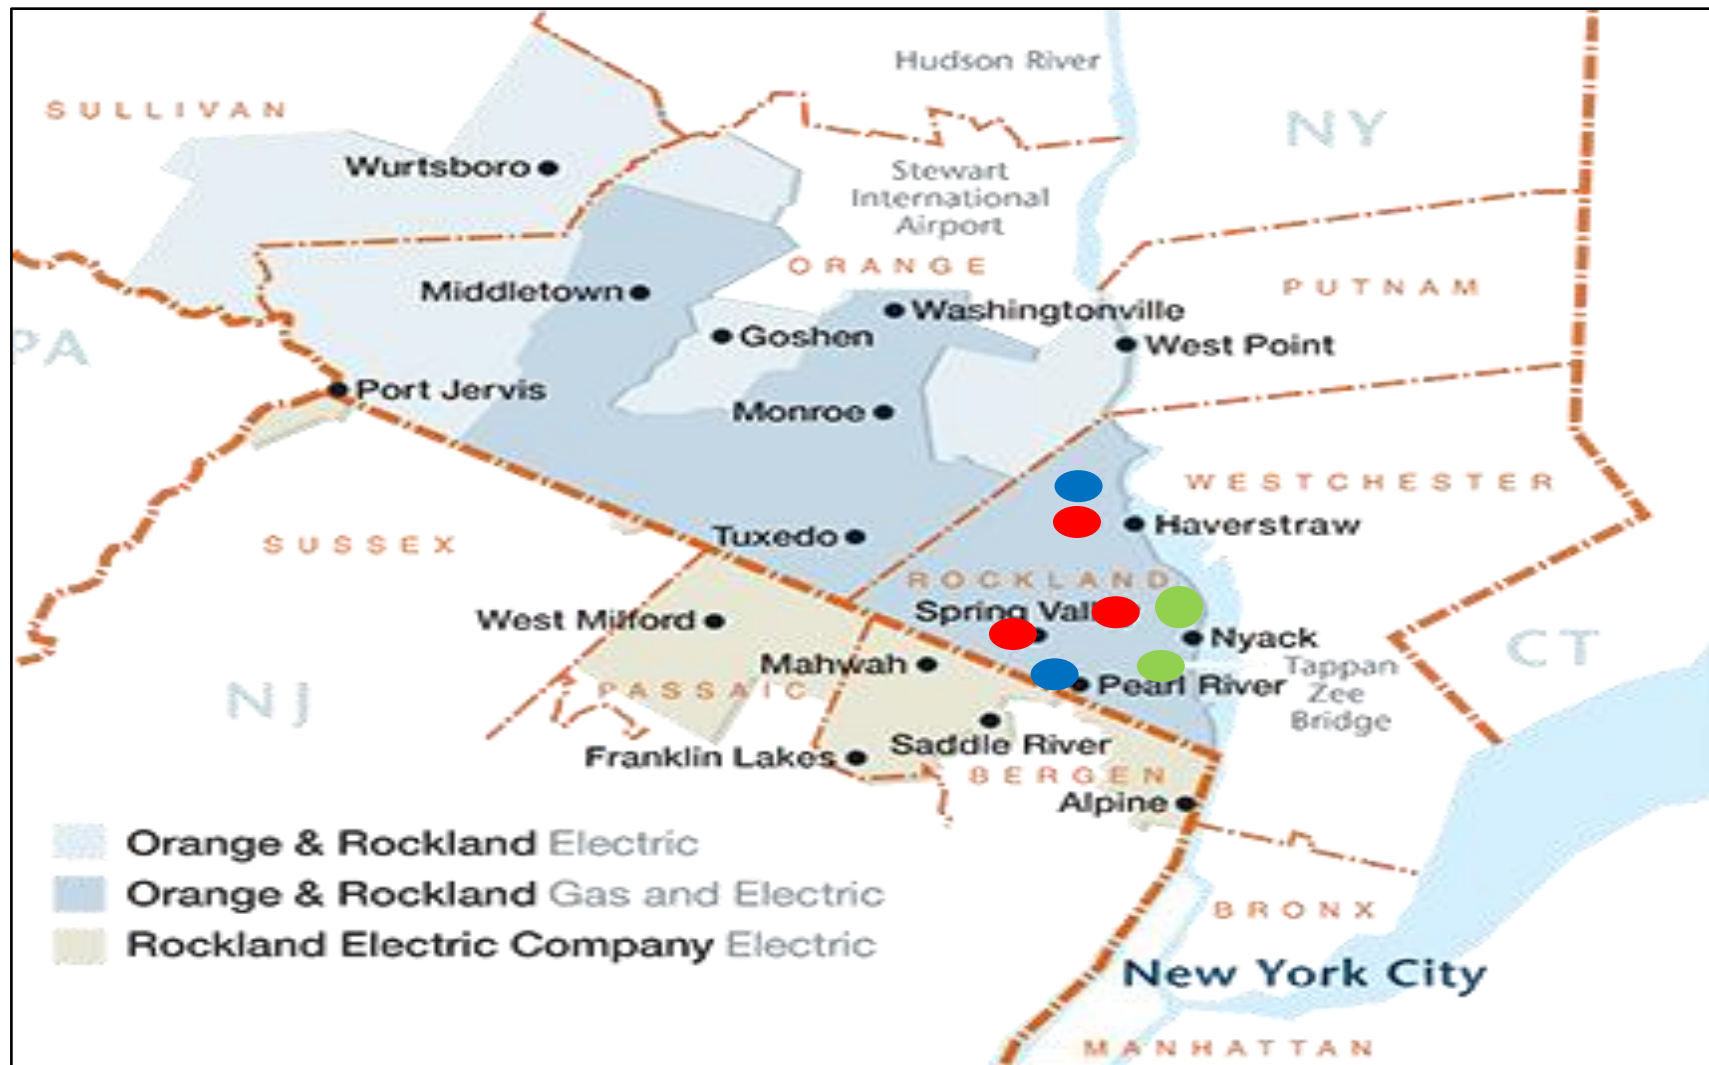 Hudson River
SULLIVAN
NY
Wurtsboro
Stewart
International
Airport
ORANGE
PUTNAM
Middletown
Washingtonville
Goshen
West Point
PA
Port Jervis
Monroe
WESTCHESTER
Haverstraw
Tuxedo
SUSSEX
ROCKLAND
Spring Vall
West Milford
Nyack
CT
Mahwah
Tappan
Zee
Bridge
Pearl River
PASSAIC
NJ
Saddle River
Franklin Lakes
BERGEN
Alpine
Orange & Rockland Electric
Orange & Rockland Gas and Electric
Rockland Electric Company Electric
BRONX
New York City
MANHATTAN